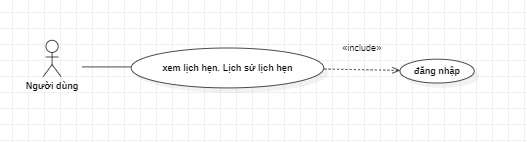 «include»
xem lịch hẹn. Lịch sử lịch hẹn
đăng nhập
Người dùng